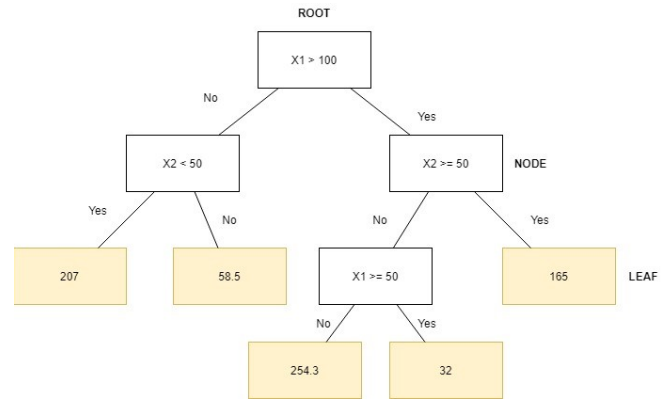 ROOT
X1 > 100
No
Yes
X2 < 50
X2 >= 50
NODE
Yes
No
No
Yes
207
58.5
X1 >= 50
165
LEAF
No
Yes
254.3
32